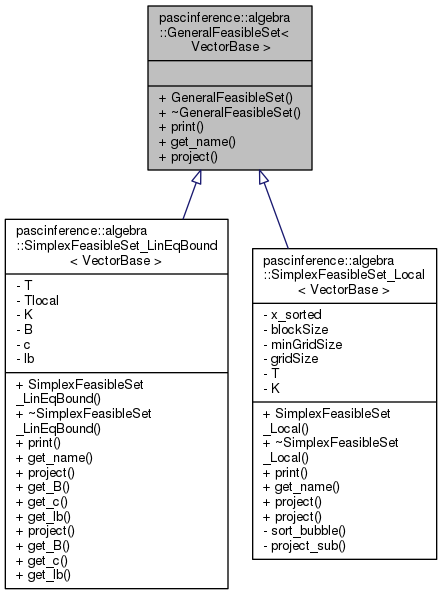 pascinference::algebra
::GeneralFeasibleSet<
VectorBase >
+ GeneralFeasibleSet()
+ ~GeneralFeasibleSet()
+ print()
+ get_name()
+ project()
pascinference::algebra
::SimplexFeasibleSet_LinEqBound
< VectorBase >
- T
- Tlocal
- K
- B
- c
- lb
+ SimplexFeasibleSet
_LinEqBound()
+ ~SimplexFeasibleSet
_LinEqBound()
+ print()
+ get_name()
+ project()
+ get_B()
+ get_c()
+ get_lb()
+ project()
+ get_B()
+ get_c()
+ get_lb()
pascinference::algebra
::SimplexFeasibleSet_Local
< VectorBase >
- x_sorted
- blockSize
- minGridSize
- gridSize
- T
- K
+ SimplexFeasibleSet
_Local()
+ ~SimplexFeasibleSet
_Local()
+ print()
+ get_name()
+ project()
+ project()
- sort_bubble()
- project_sub()